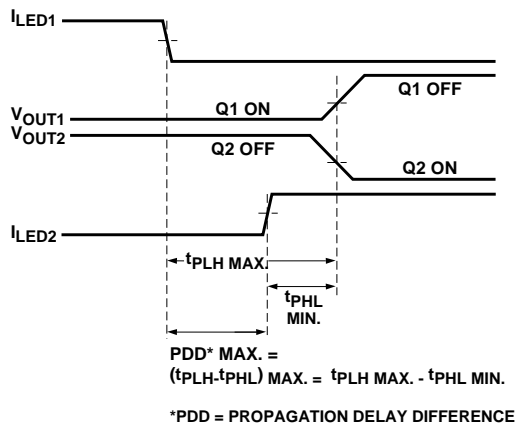 ILED1
Q1 OFF
VOUT1
Q1 ON
VOUT2
Q2 OFF
Q2 ON
ILED2
tPLH MAX.
tPHL
MIN.
PDD* MAX. =
(tPLH-tPHL) MAX. = tPLH MAX. - tPHL MIN.
*PDD = PROPAGATION DELAY DIFFERENCE